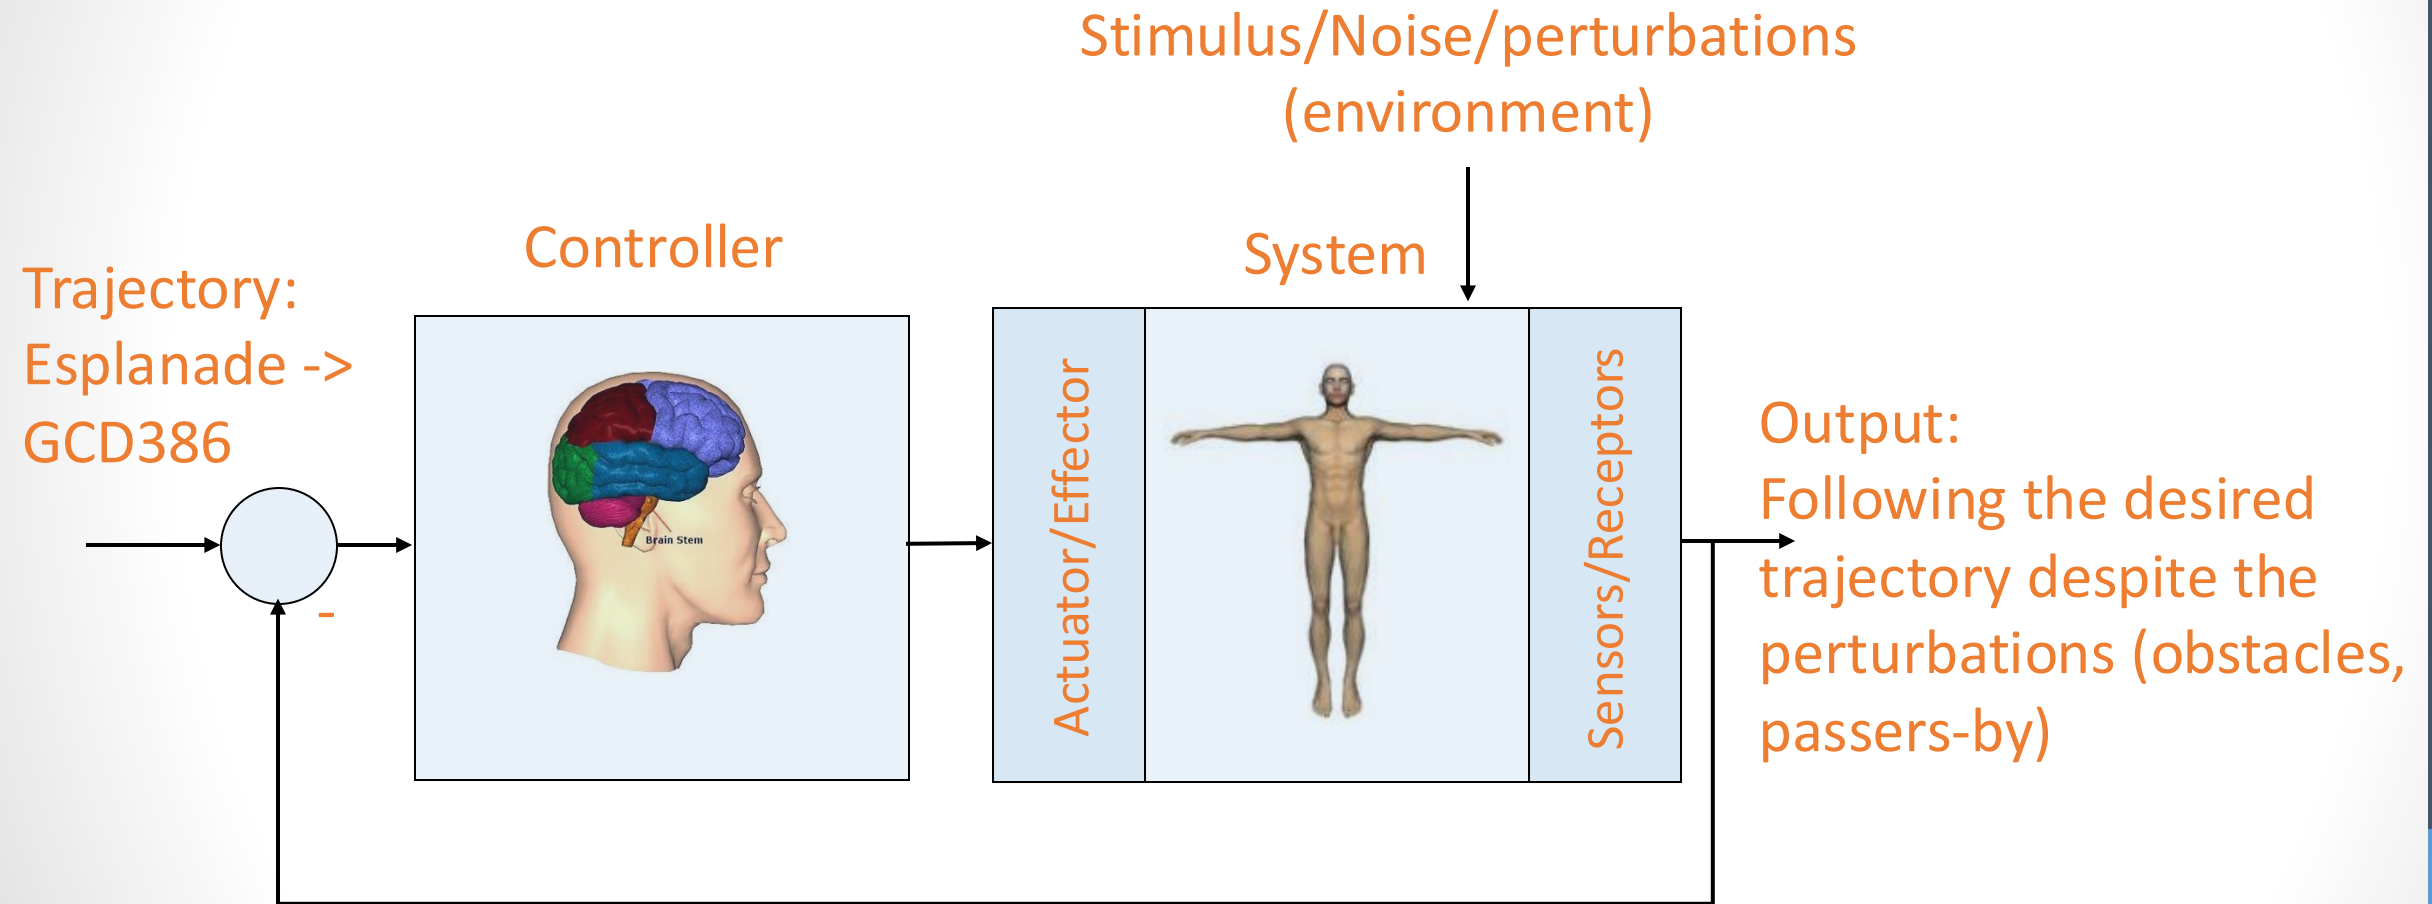 Stimulus/Noise/perturbations
(environment)
Controller
System
Trajectory:
Esplanade ->
GCD386
-
Brain Stem
Actuator/Effector
Sensors/Receptors
Output:
Following the desired
trajectory despite the
perturbations (obstacles,
passers-by)